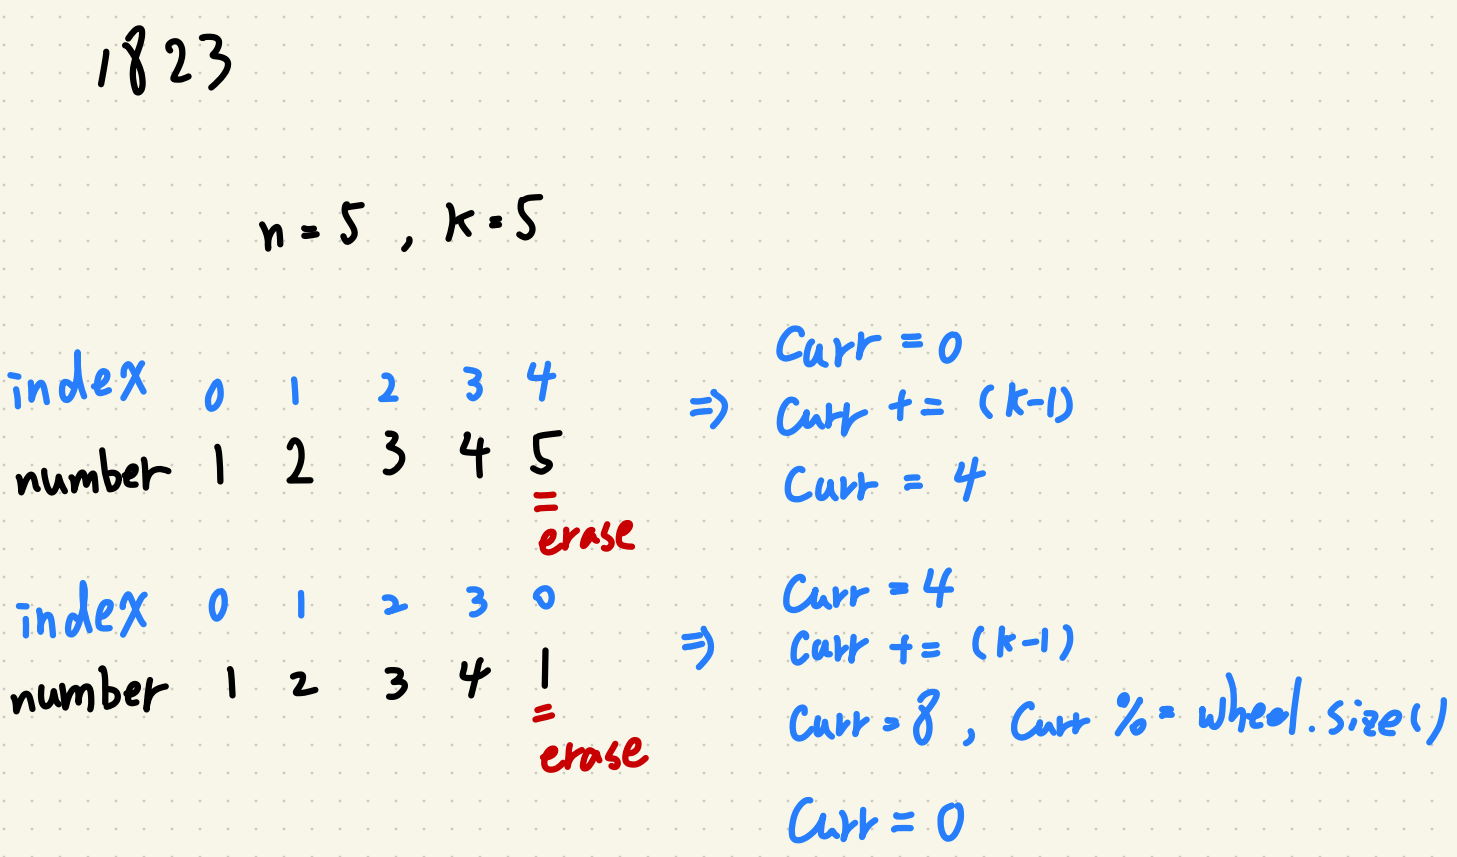 1823
n = 5 , k = 5
index 0 1 2 3 4
number 1 2 3 4 5
erase
⇒ Curr = 0
Curr += (k-1)
Curr = 4
index 0 1 2 3 0
number 1 2 3 4 1
erase
⇒ Curr = 4
Curr += (k-1)
Curr = 8 , Curr %= wheel.size()
Curr = 0